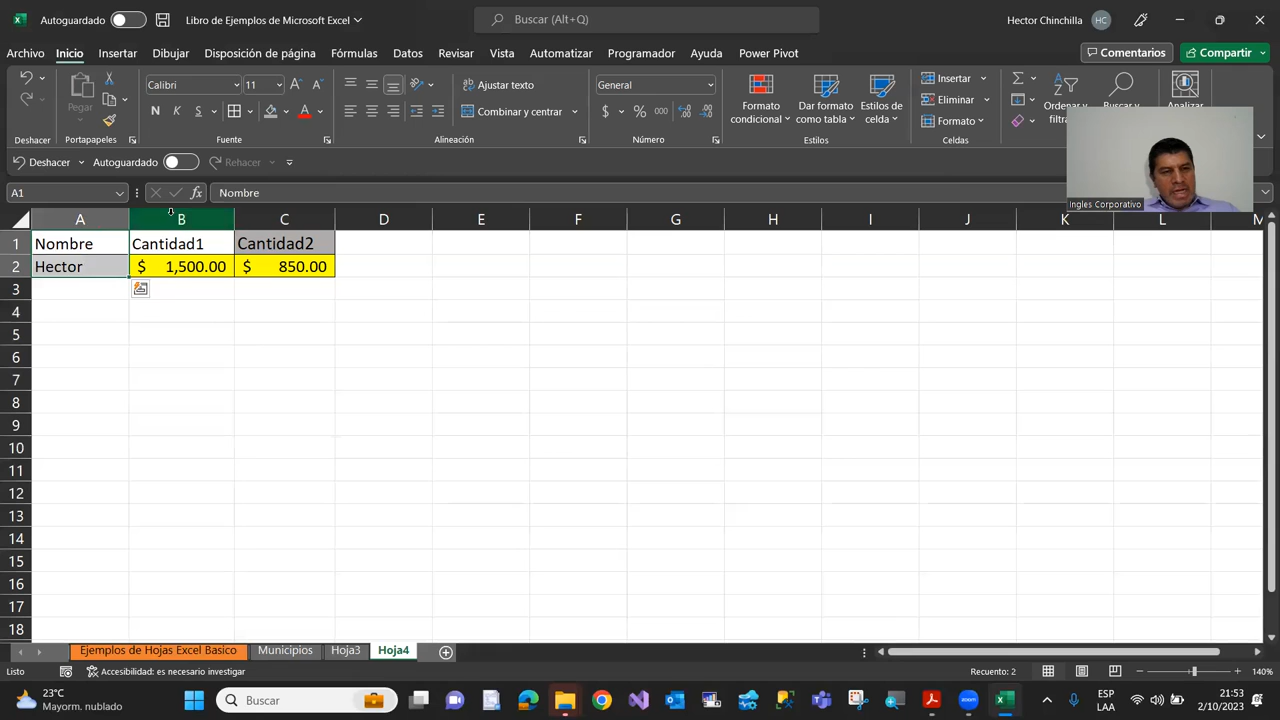 Autoguardado
Libro de Ejemplos de Microsoft Excel
Buscar (Alt+Q)
Hector Chinchilla
HC
Archivo Inicio Insertar Dibujar Disposición de página Fórmulas Datos Revisar Vista Automatizar Programador Ayuda Power Pivot
Comentarios
Compartir
Pegar
Calibri 11
N K S
Ajustar texto
Combinar y centrar
General
$ % 000
Formato condicional
Dar formato como tabla
Estilos de celda
Insertar
Eliminar
Formato
Ordenar y
filtra
Buscar y
Analizar
Deshacer Portapapeles Fuente Alineación Número Estilos Celdas
Deshacer Autoguardado Rehacer
A1 fx Nombre
Ingles Corporativo
A B C D E F G H I J K L M
1 Nombre Cantidad1 Cantidad2
2 Hector $ 1,500.00 $ 850.00
3
4
5
6
7
8
9
10
11
12
13
14
15
16
17
18
Ejemplos de Hojas Excel Basico Municipios Hoja3 Hoja4
Listo Accesibilidad: es necesario investigar Recuento: 2 140%
23°C
Mayorm. nublado
Buscar
zoom
ESP
LAA
21:53
2/10/2023